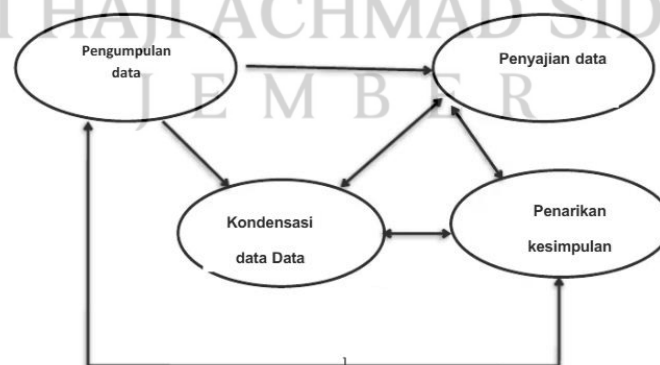 HAJI ACHMAD SID
JEMBER
Pengumpulan
data
Penyajian data
Kondensasi
data Data
Penarikan
kesimpulan